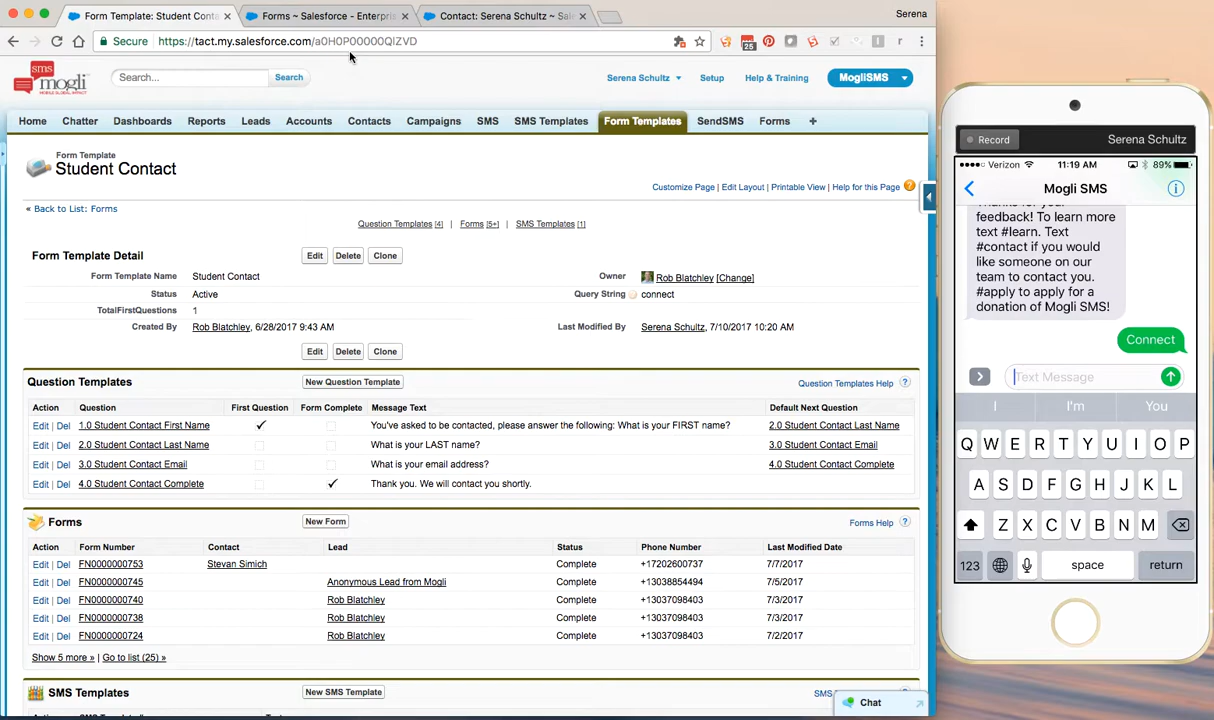 Form Template: Student Conta
Forms ~ Salesforce - Enterpris
Contact: Serena Schultz ~ Sal
Serena
Secure
https://tact.my.salesforce.com/a0H0P00000QIZVD
25
r
sms
mogli
MOBILE GLOBAL EFFECT
Search...
Search
Serena Schultz
Setup
Help & Training
MogliSMS
Home
Chatter
Dashboards
Reports
Leads
Accounts
Contacts
Campaigns
SMS
SMS Templates
Form Templates
SendSMS
Forms
+
Form Template
Student Contact
Customize Page | Edit Layout | Printable View | Help for this Page ?
« Back to List: Forms
Question Templates [4] | Forms [5+] | SMS Templates [1]
Form Template Detail
Edit Delete Clone
Form Template Name Student Contact
Owner Rob Blatchley [Change]
Status Active
Query String connect
TotalFirstQuestions 1
Created By Rob Blatchley, 6/28/2017 9:43 AM
Last Modified By Serena Schultz, 7/10/2017 10:20 AM
Edit Delete Clone
Question Templates
New Question Template
Question Templates Help ?
Action Question First Question Form Complete Message Text Default Next Question
Edit | Del 1.0 Student Contact First Name You've asked to be contacted, please answer the following: What is your FIRST name? 2.0 Student Contact Last Name
Edit | Del 2.0 Student Contact Last Name What is your LAST name? 3.0 Student Contact Email
Edit | Del 3.0 Student Contact Email What is your email address? 4.0 Student Contact Complete
Edit | Del 4.0 Student Contact Complete Thank you. We will contact you shortly.
Forms
New Form
Forms Help ?
Action Form Number Contact Lead Status Phone Number Last Modified Date
Edit | Del FN0000000753 Stevan Simich Complete +17202600737 7/7/2017
Edit | Del FN0000000745 Anonymous Lead from Mogli Complete +13038854494 7/5/2017
Edit | Del FN0000000740 Rob Blatchley Complete +13037098403 7/3/2017
Edit | Del FN0000000738 Rob Blatchley Complete +13037098403 7/3/2017
Edit | Del FN0000000724 Rob Blatchley Complete +13037098403 7/2/2017
Show 5 more » | Go to list (25) »
SMS Templates
New SMS Template
SMS
Chat
Record
Serena Schultz
Verizon
11:19 AM
89%
Mogli SMS
feedback! To learn more
text #learn. Text
#contact if you would
like someone on our
team to contact you.
#apply to apply for a
donation of Mogli SMS!
Connect
Text Message
I I'm You
Q W E R T Y U I O P
A S D F G H J K L
Z X C V B N M
123 space return